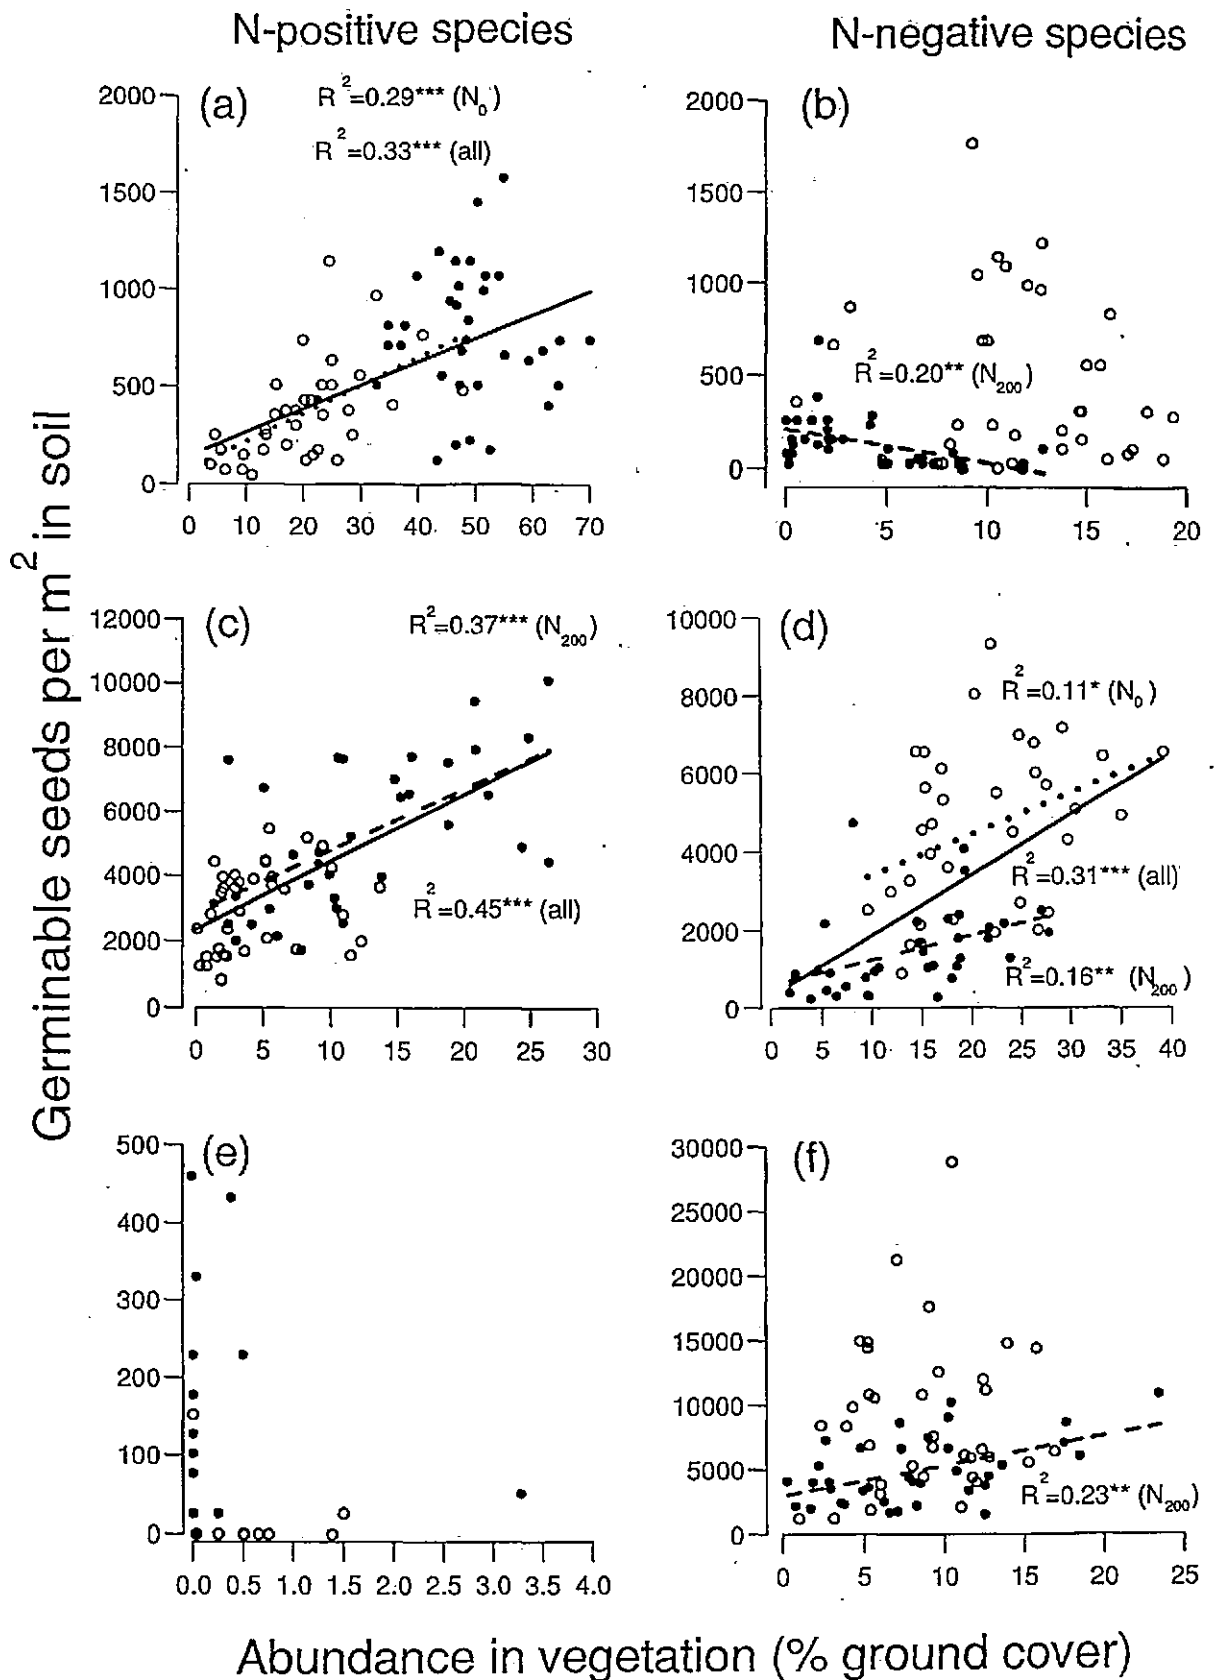 N-positive species
N-negative species
Germinable seeds per m2 in soil
(a)
R2=0.29*** (N0)
R2=0.33*** (all)
2000
1500
1000
500
0
0 10 20 30 40 50 60 70
(b)
R2=0.20** (N200)
2000
1500
1000
500
0
0 5 10 15 20
(c)
R2=0.37*** (N200)
R2=0.45*** (all)
12000
10000
8000
6000
4000
2000
0
0 5 10 15 20 25 30
(d)
R2=0.11* (N0)
R2=0.31*** (all)
R2=0.16** (N200)
10000
8000
6000
4000
2000
0
0 5 10 15 20 25 30 35 40
(e)
500
400
300
200
100
0
0.0 0.5 1.0 1.5 2.0 2.5 3.0 3.5 4.0
(f)
R2=0.23** (N200)
30000
25000
20000
15000
10000
5000
0
0 5 10 15 20 25
Abundance in vegetation (% ground cover)